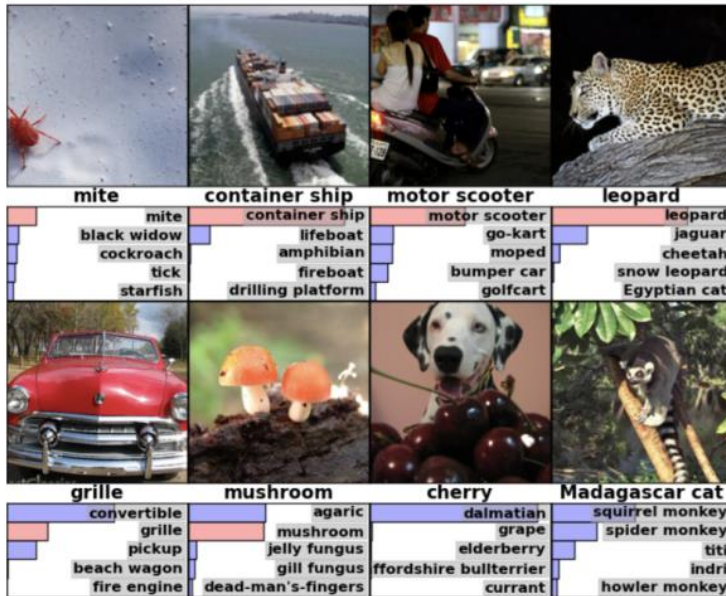 mite
container ship
motor scooter
leopard
mite
black widow
cockroach
tick
starfish
container ship
lifeboat
amphibian
fireboat
drilling platform
motor scooter
go-kart
moped
bumper car
golfcart
leopard
jaguar
cheetah
snow leopard
Egyptian cat
grille
mushroom
cherry
Madagascar cat
convertible
grille
pickup
beach wagon
fire engine
agaric
mushroom
jelly fungus
gill fungus
dead-man's-fingers
dalmatian
grape
elderberry
ffordshire bullterrier
currant
squirrel monkey
spider monkey
titi
indri
howler monkey